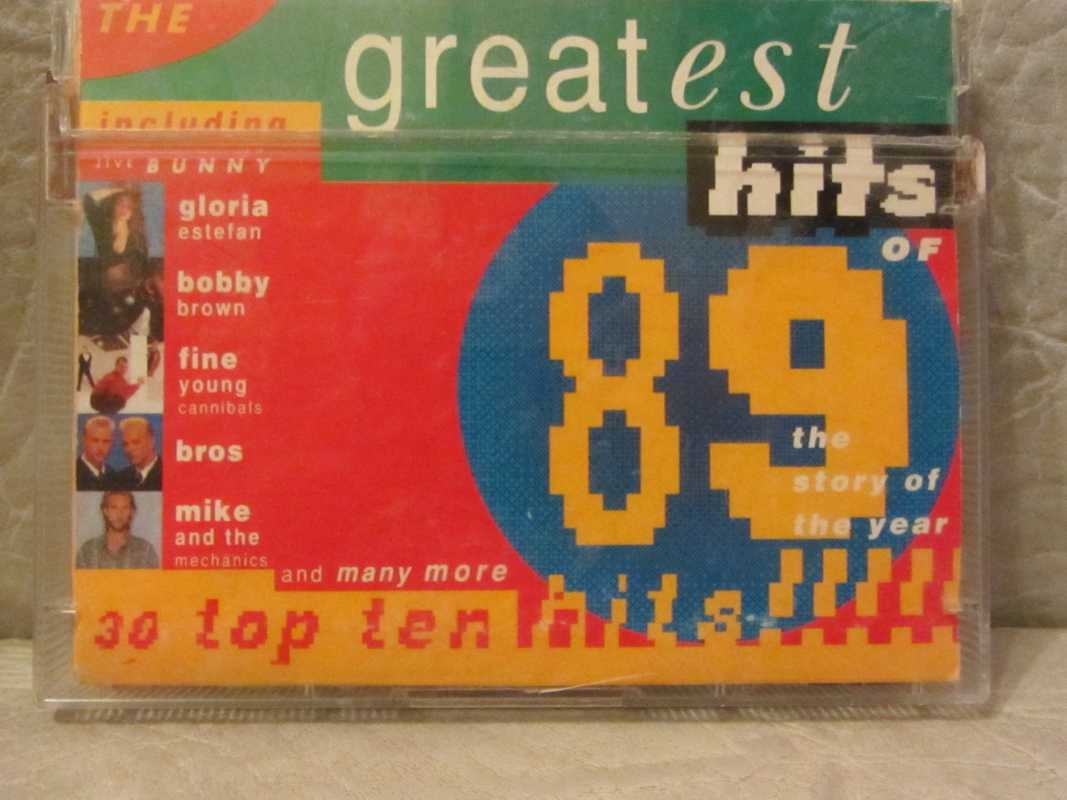 THE
greatest
including
JIVE BUNNY
hits
OF
89
gloria
estefan
bobby
brown
fine
young
cannibals
bros
mike
and the
mechanics
the
story of
the year
and many more
30 top ten hits!!!!!